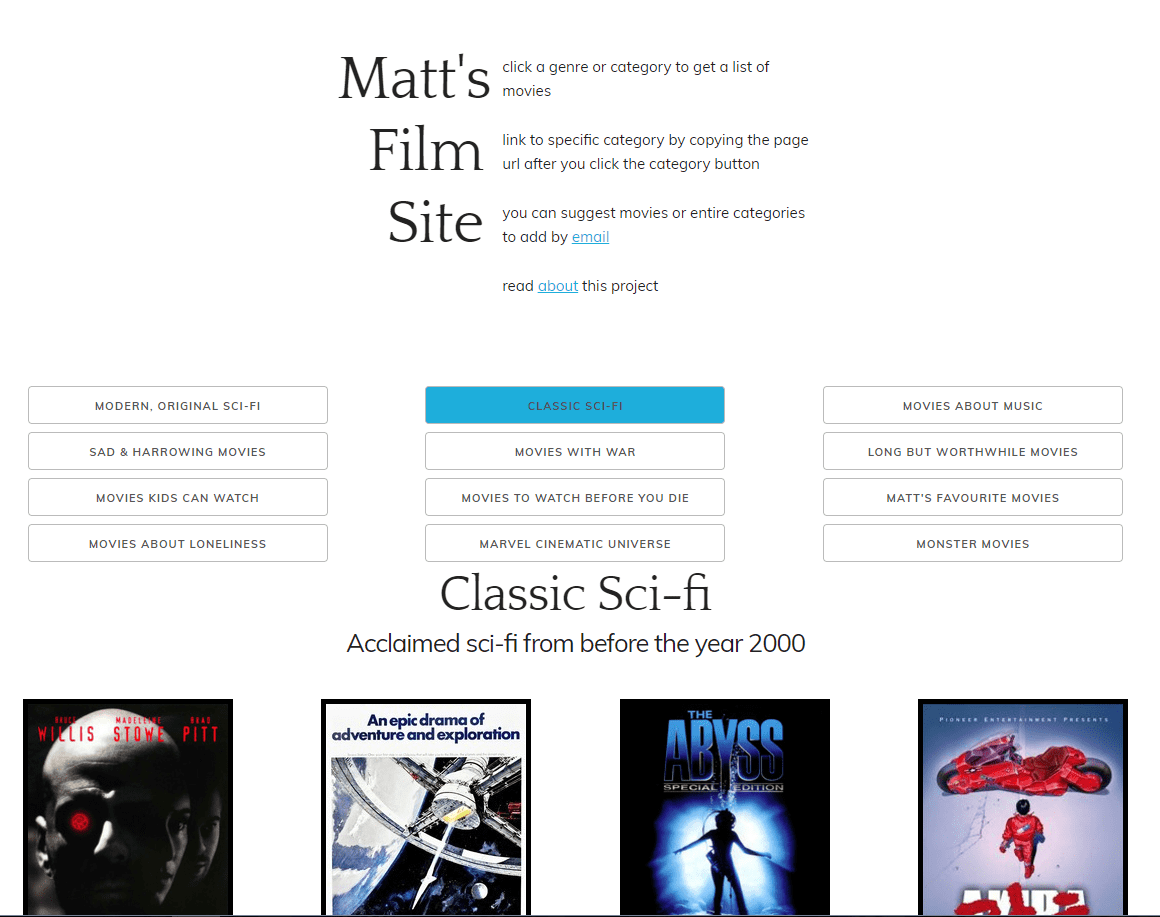 Matt's
Film
Site
click a genre or category to get a list of
movies
link to specific category by copying the page
url after you click the category button
you can suggest movies or entire categories
to add by email
read about this project
MODERN, ORIGINAL SCI-FI
CLASSIC SCI-FI
MOVIES ABOUT MUSIC
SAD & HARROWING MOVIES
MOVIES WITH WAR
LONG BUT WORTHWHILE MOVIES
MOVIES KIDS CAN WATCH
MOVIES TO WATCH BEFORE YOU DIE
MATT'S FAVOURITE MOVIES
MOVIES ABOUT LONELINESS
MARVEL CINEMATIC UNIVERSE
MONSTER MOVIES
Classic Sci-fi
Acclaimed sci-fi from before the year 2000
BRUCE MADELEINE BRAD
WILLIS STOWE PITT
An epic drama of
adventure and exploration
THE
ABYSS
SPECIAL EDITION
PIONEER ENTERTAINMENT PRESENTS
AKIRA